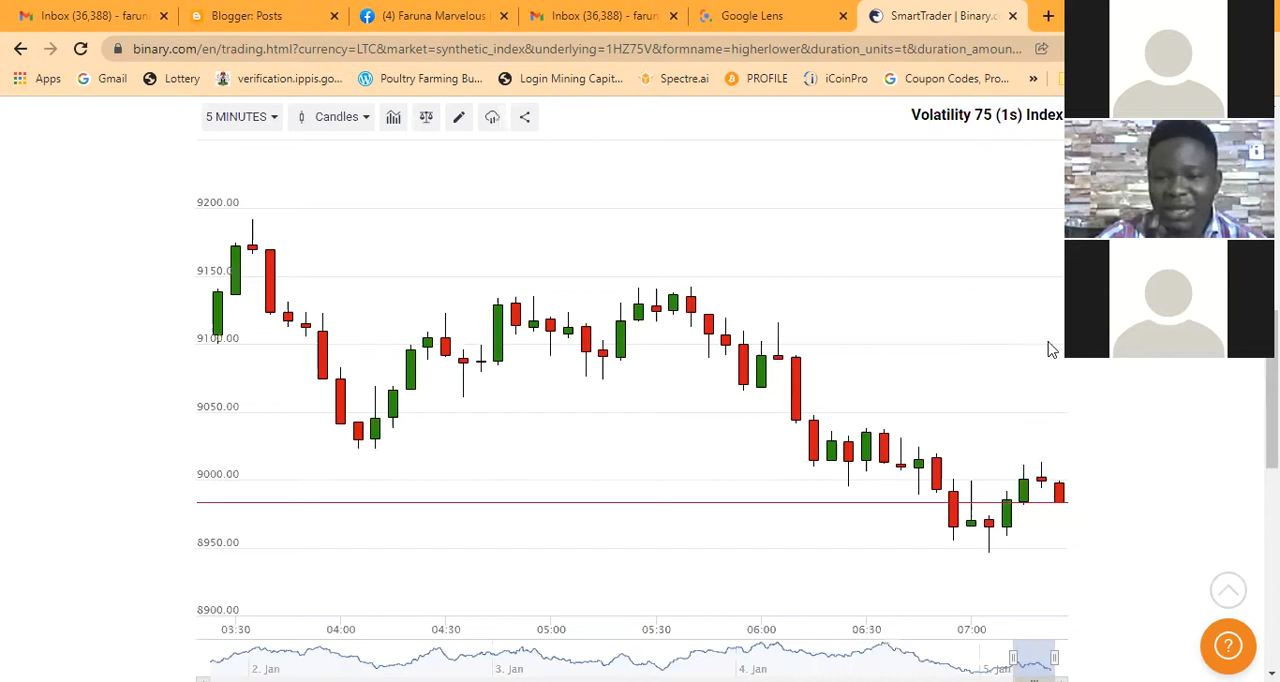 Inbox (36,388) - farun
Blogger: Posts
(4) Faruna Marvelous
Inbox (36,388) - farun
Google Lens
SmartTrader | Binary.c
binary.com/en/trading.html?currency=LTC&market=synthetic_index&underlying=1HZ75V&formname=higherlower&duration_units=t&duration_amoun...
Apps
Gmail
Lottery
verification.ippis.go...
Poultry Farming Bu...
Login Mining Capit...
Spectre.ai
PROFILE
iCoinPro
Coupon Codes, Pro...
»
5 MINUTES
Candles
Volatility 75 (1s) Index
9200.00
9150.00
9100.00
9050.00
9000.00
8950.00
8900.00
03:30 04:00 04:30 05:00 05:30 06:00 06:30 07:00
2. Jan 3. Jan 4. Jan 5. Jan
?